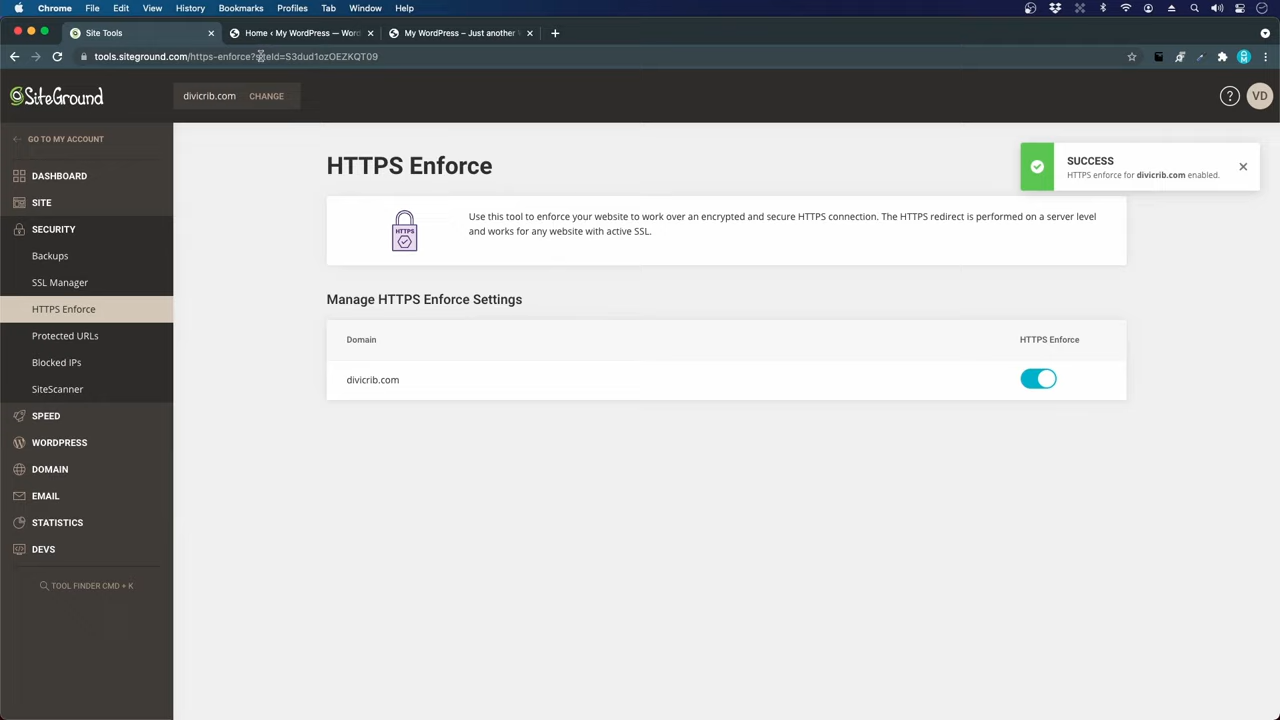 Chrome File Edit View History Bookmarks Profiles Tab Window Help
Site Tools
Home ‹ My WordPress — Wor
My WordPress – Just another
tools.siteground.com/https-enforce?siteId=S3dud1ozOEZKQT09
SiteGround
divicrib.com CHANGE
? VD
GO TO MY ACCOUNT
DASHBOARD
SITE
SECURITY
Backups
SSL Manager
HTTPS Enforce
Protected URLs
Blocked IPs
SiteScanner
SPEED
WORDPRESS
DOMAIN
EMAIL
STATISTICS
DEVS
TOOL FINDER CMD + K
HTTPS Enforce
SUCCESS
HTTPS enforce for divicrib.com enabled.
HTTPS
Use this tool to enforce your website to work over an encrypted and secure HTTPS connection. The HTTPS redirect is performed on a server level
and works for any website with active SSL.
Manage HTTPS Enforce Settings
Domain HTTPS Enforce
divicrib.com